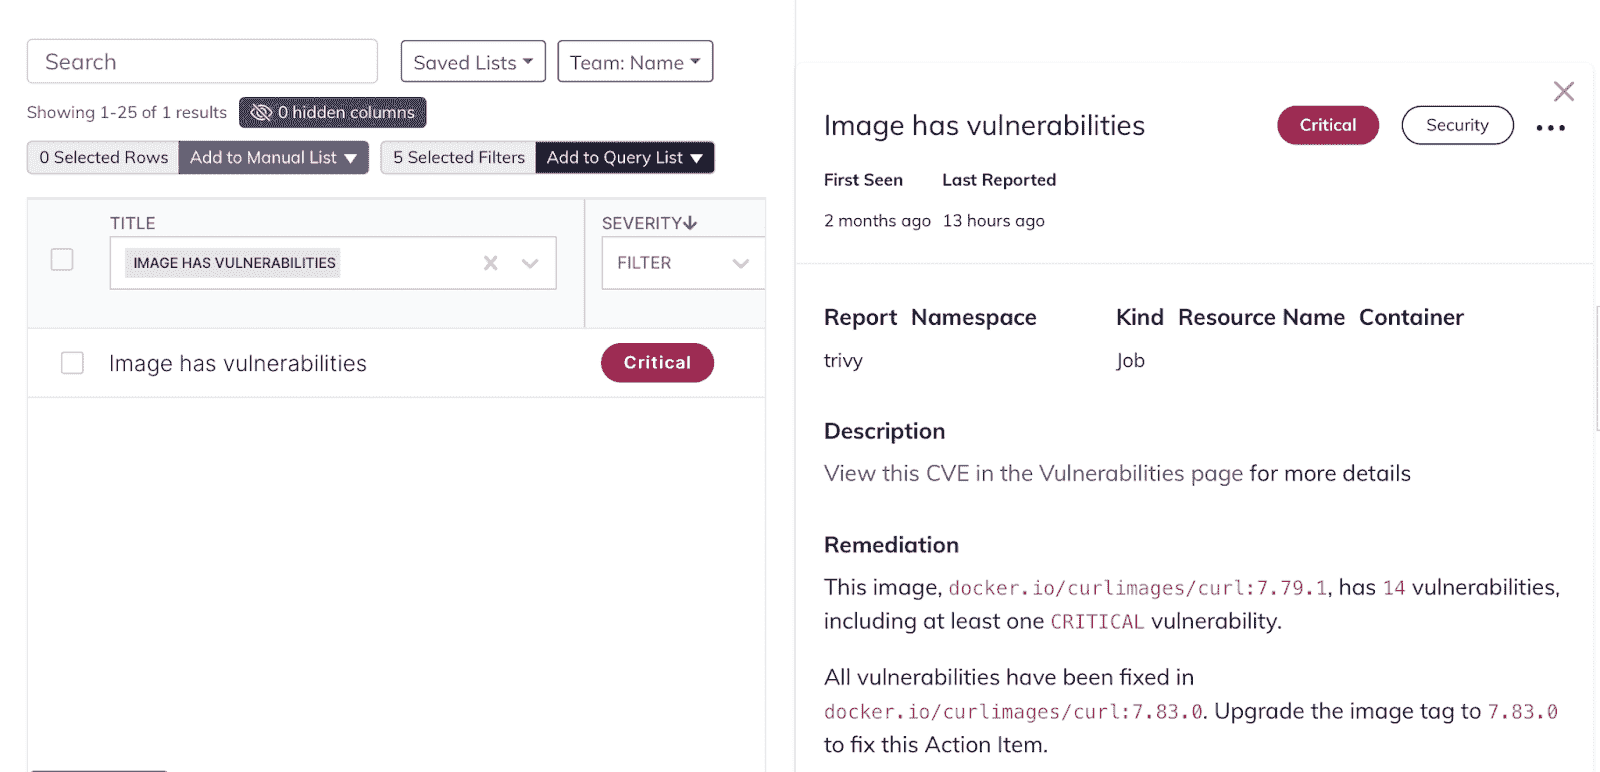 Search
Saved Lists
Team: Name
Showing 1-25 of 1 results
0 hidden columns
0 Selected Rows
Add to Manual List
5 Selected Filters
Add to Query List
TITLE
SEVERITY
IMAGE HAS VULNERABILITIES
FILTER
Image has vulnerabilities
Critical
Image has vulnerabilities
Critical
Security
First Seen Last Reported
2 months ago 13 hours ago
Report Namespace Kind Resource Name Container
trivy Job
Description
View this CVE in the Vulnerabilities page for more details
Remediation
This image, docker.io/curlimages/curl:7.79.1, has 14 vulnerabilities,
including at least one CRITICAL vulnerability.
All vulnerabilities have been fixed in
docker.io/curlimages/curl:7.83.0. Upgrade the image tag to 7.83.0
to fix this Action Item.